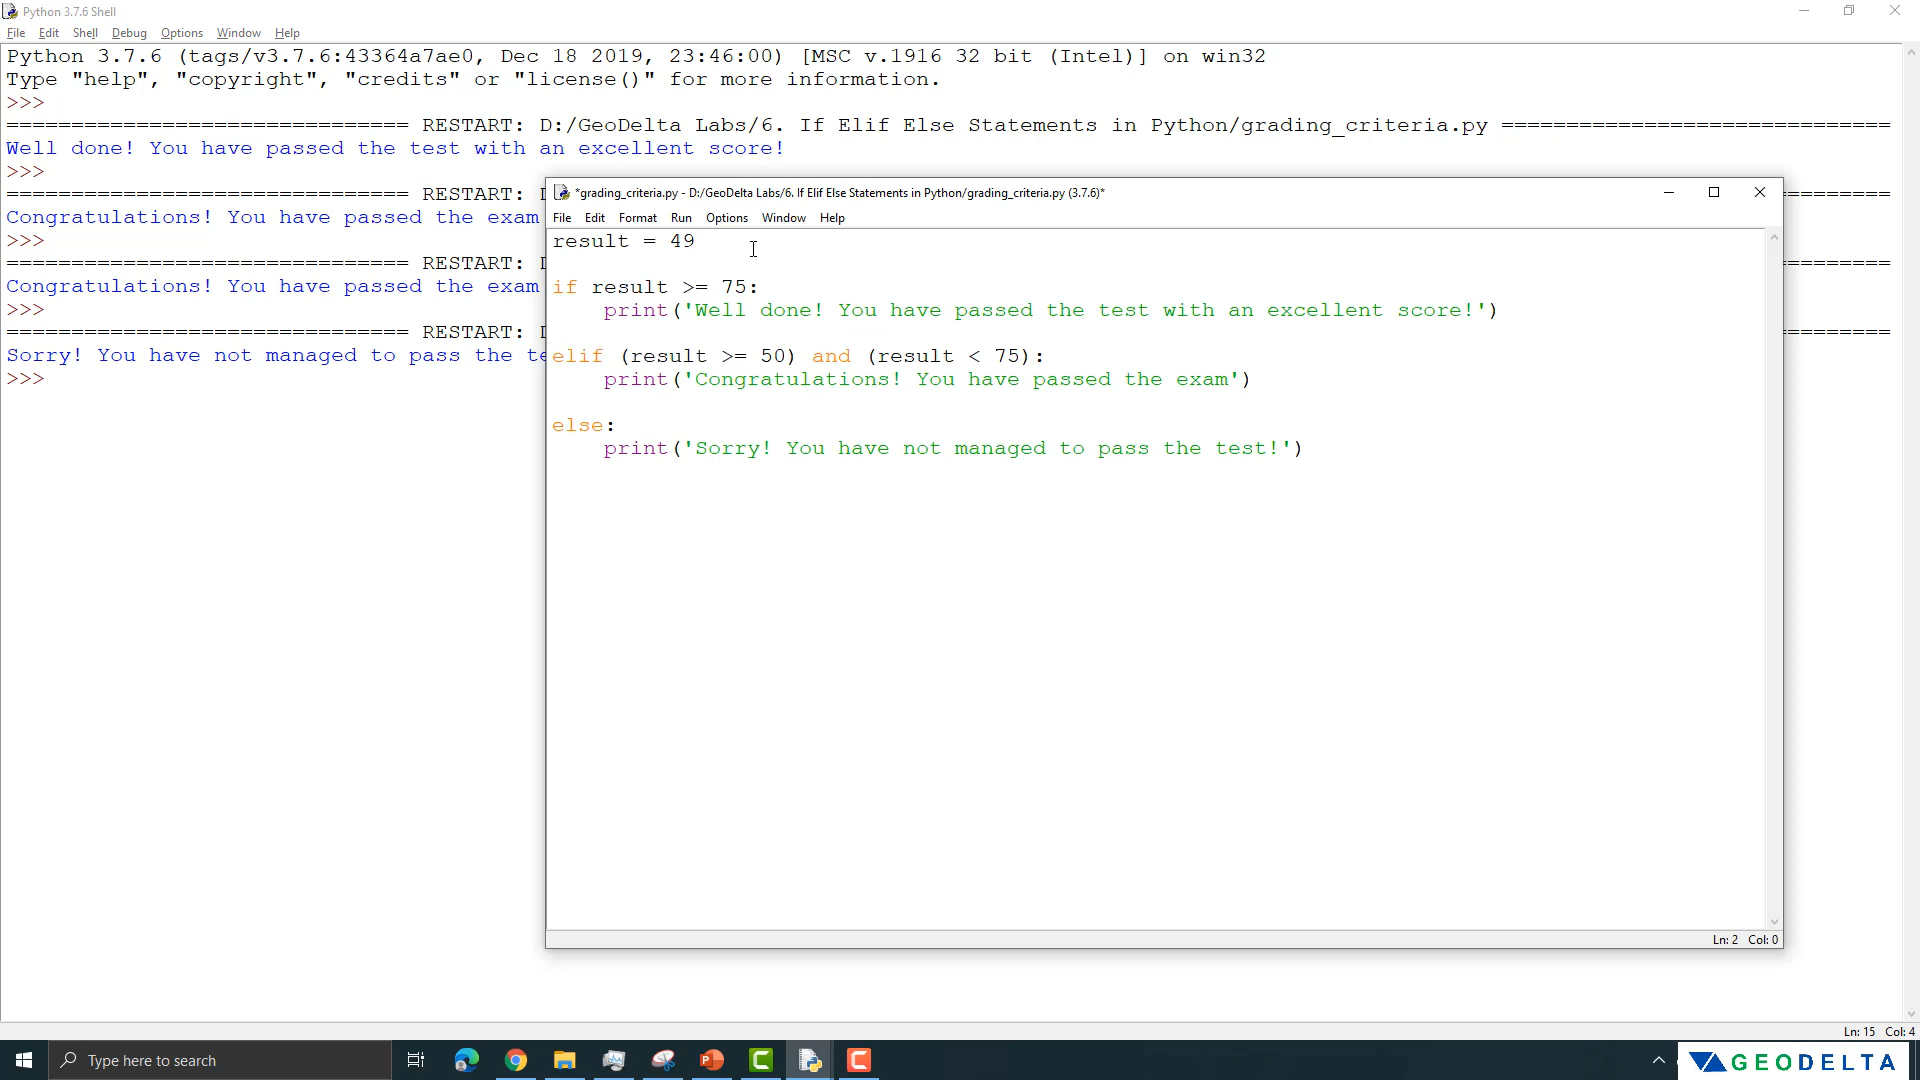 Python 3.7.6 Shell
File Edit Shell Debug Options Window Help
Python 3.7.6 (tags/v3.7.6:43364a7ae0, Dec 18 2019, 23:46:00) [MSC v.1916 32 bit (Intel)] on win32
Type "help", "copyright", "credits" or "license()" for more information.
>>>
=============================== RESTART: D:/GeoDelta Labs/6. If Elif Else Statements in Python/grading_criteria.py ==============================
Well done! You have passed the test with an excellent score!
>>>
=============================== RESTART:
Congratulations! You have passed the exam
>>>
=============================== RESTART:
Congratulations! You have passed the exam
>>>
=============================== RESTART:
Sorry! You have not managed to pass the te
>>>
*grading_criteria.py - D:/GeoDelta Labs/6. If Elif Else Statements in Python/grading_criteria.py (3.7.6)*
File Edit Format Run Options Window Help
result = 49
if result >= 75:
    print('Well done! You have passed the test with an excellent score!')
elif (result >= 50) and (result < 75):
    print('Congratulations! You have passed the exam')
else:
    print('Sorry! You have not managed to pass the test!')
Ln: 2 Col: 0
Ln: 15 Col: 4
Type here to search
GEODELTA